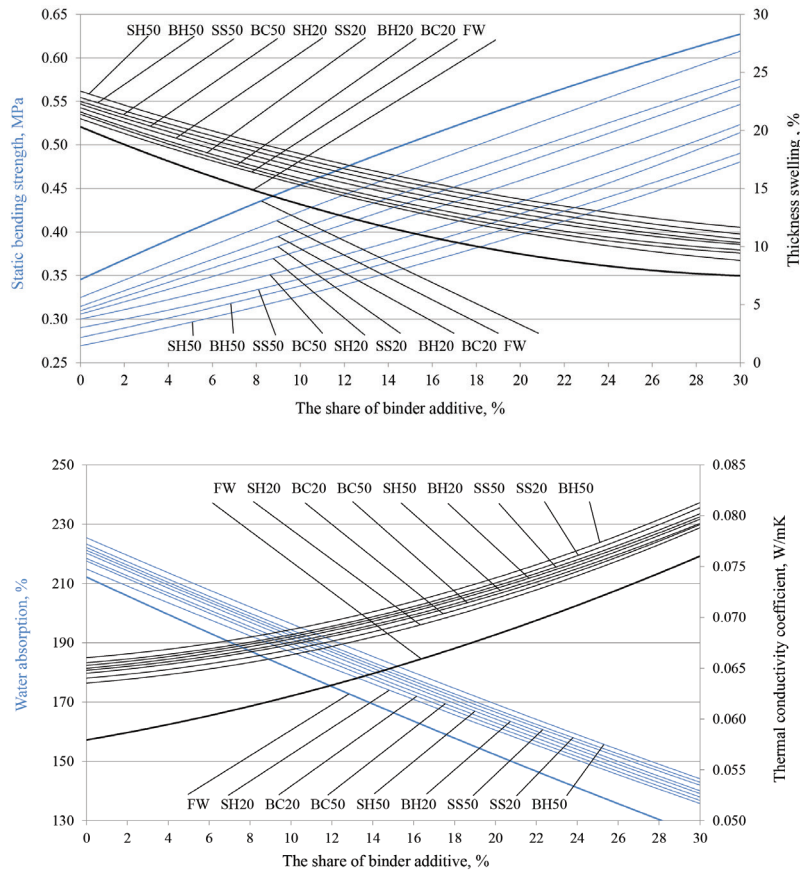 0.65
0.60
0.55
0.50
0.45
0.40
0.35
0.30
0.25
Static bending strength, MPa
SH50 BH50 SS50 BC50 SH20 SS20 BH20 BC20 FW
SH50 BH50 SS50 BC50 SH20 SS20 BH20 BC20 FW
30
25
20
15
10
5
0
Thickness swelling, %
0 2 4 6 8 10 12 14 16 18 20 22 24 26 28 30
The share of binder additive, %
250
230
210
190
170
150
130
Water absorption, %
FW SH20 BC20 BC50 SH50 BH20 SS50 SS20 BH50
FW SH20 BC20 BC50 SH50 BH20 SS50 SS20 BH50
0.085
0.080
0.075
0.070
0.065
0.060
0.055
0.050
Thermal conductivity coefficient, W/mK
0 2 4 6 8 10 12 14 16 18 20 22 24 26 28 30
The share of binder additive, %